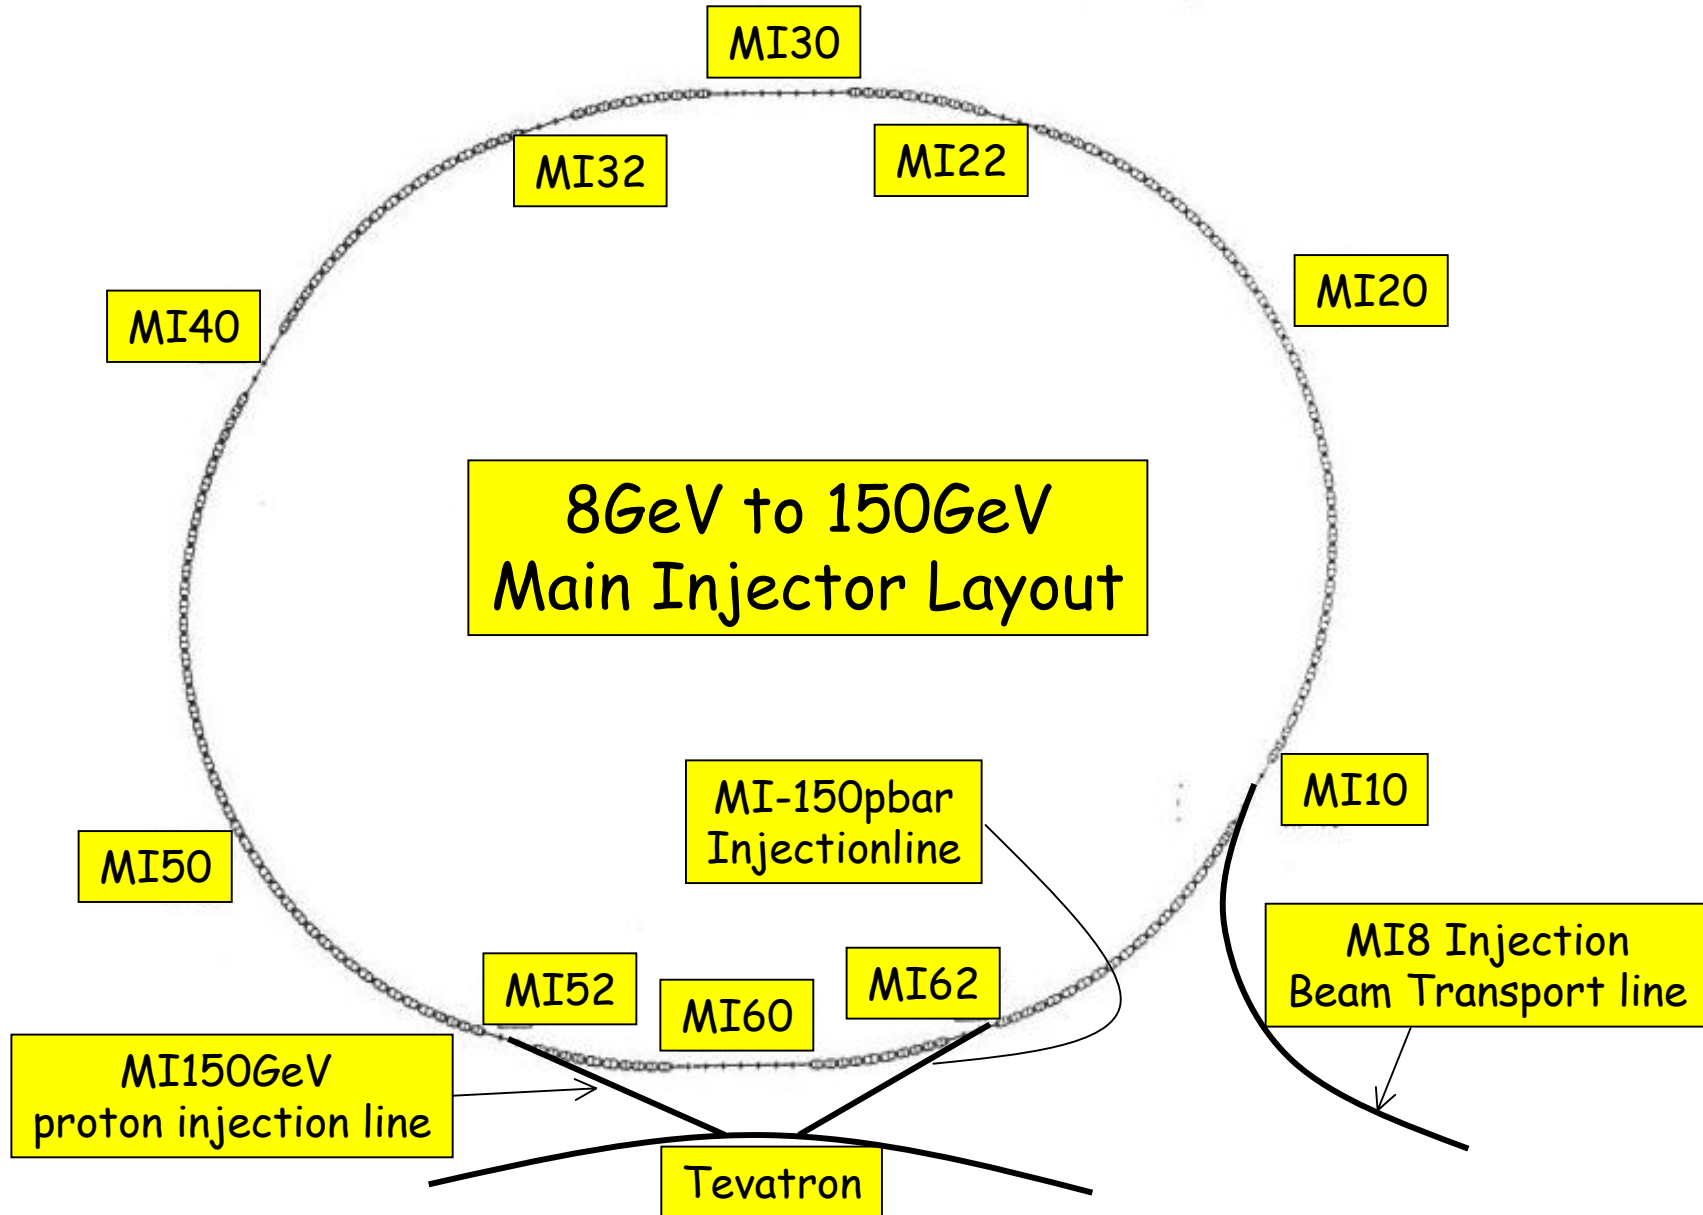 MI30
MI32
MI22
MI20
MI40
8GeV to 150GeV
Main Injector Layout
MI-150pbar
Injectionline
MI10
MI50
MI8 Injection
Beam Transport line
MI52
MI60
MI62
MI150GeV
proton injection line
Tevatron